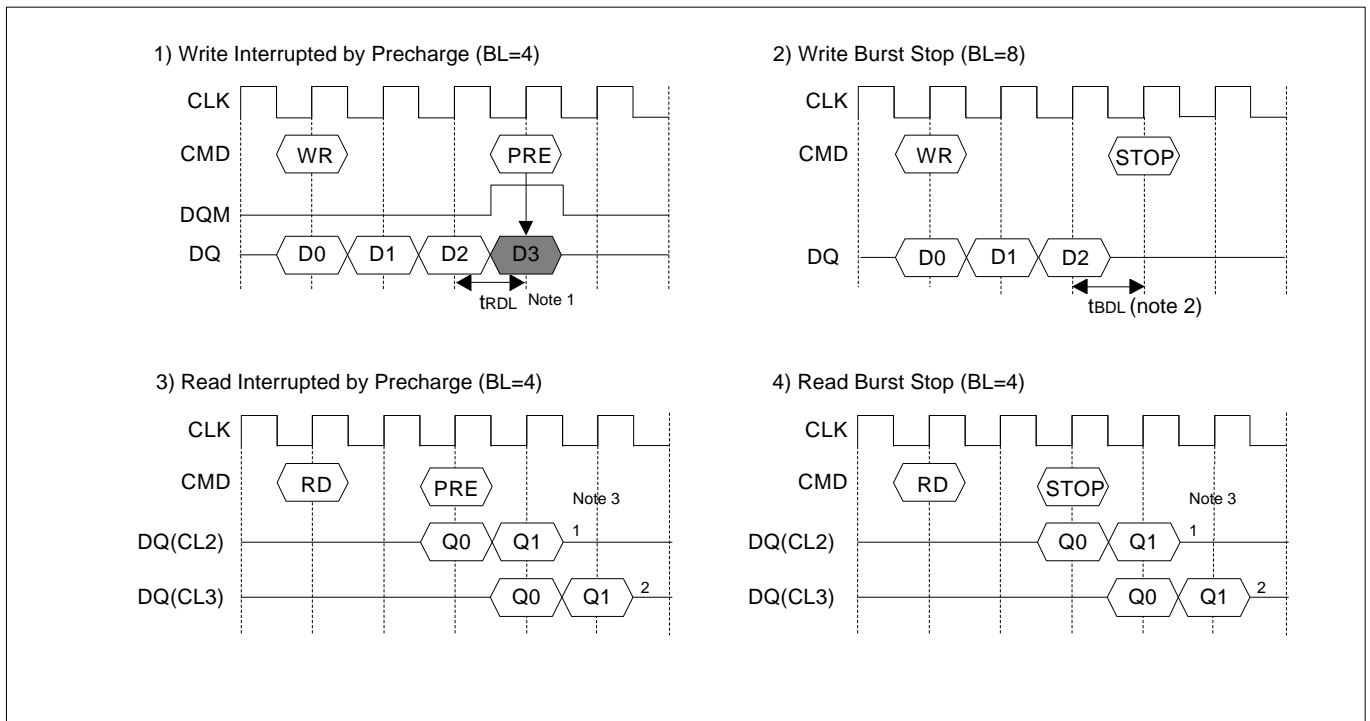 1) Write Interrupted by Precharge (BL=4)
CLK
CMD WR PRE
DQM
DQ D0 D1 D2 D3
tRDL Note 1
2) Write Burst Stop (BL=8)
CLK
CMD WR STOP
DQ D0 D1 D2
tBDL (note 2)
3) Read Interrupted by Precharge (BL=4)
CLK
CMD RD PRE
Note 3
DQ(CL2) Q0 Q1 1
DQ(CL3) Q0 Q1 2
4) Read Burst Stop (BL=4)
CLK
CMD RD STOP
Note 3
DQ(CL2) Q0 Q1 1
DQ(CL3) Q0 Q1 2